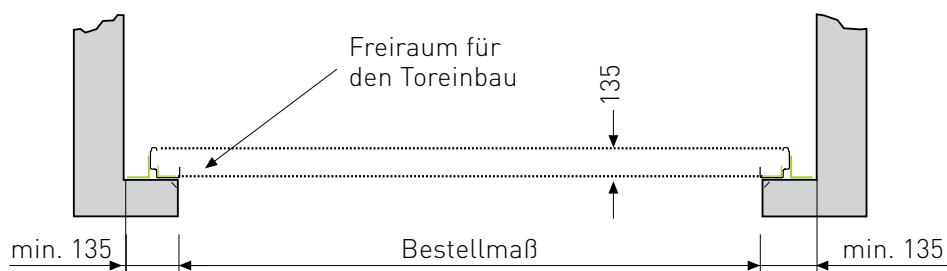 Freiraum für
den Toreinbau
135
min. 135
Bestellmaß
min. 135